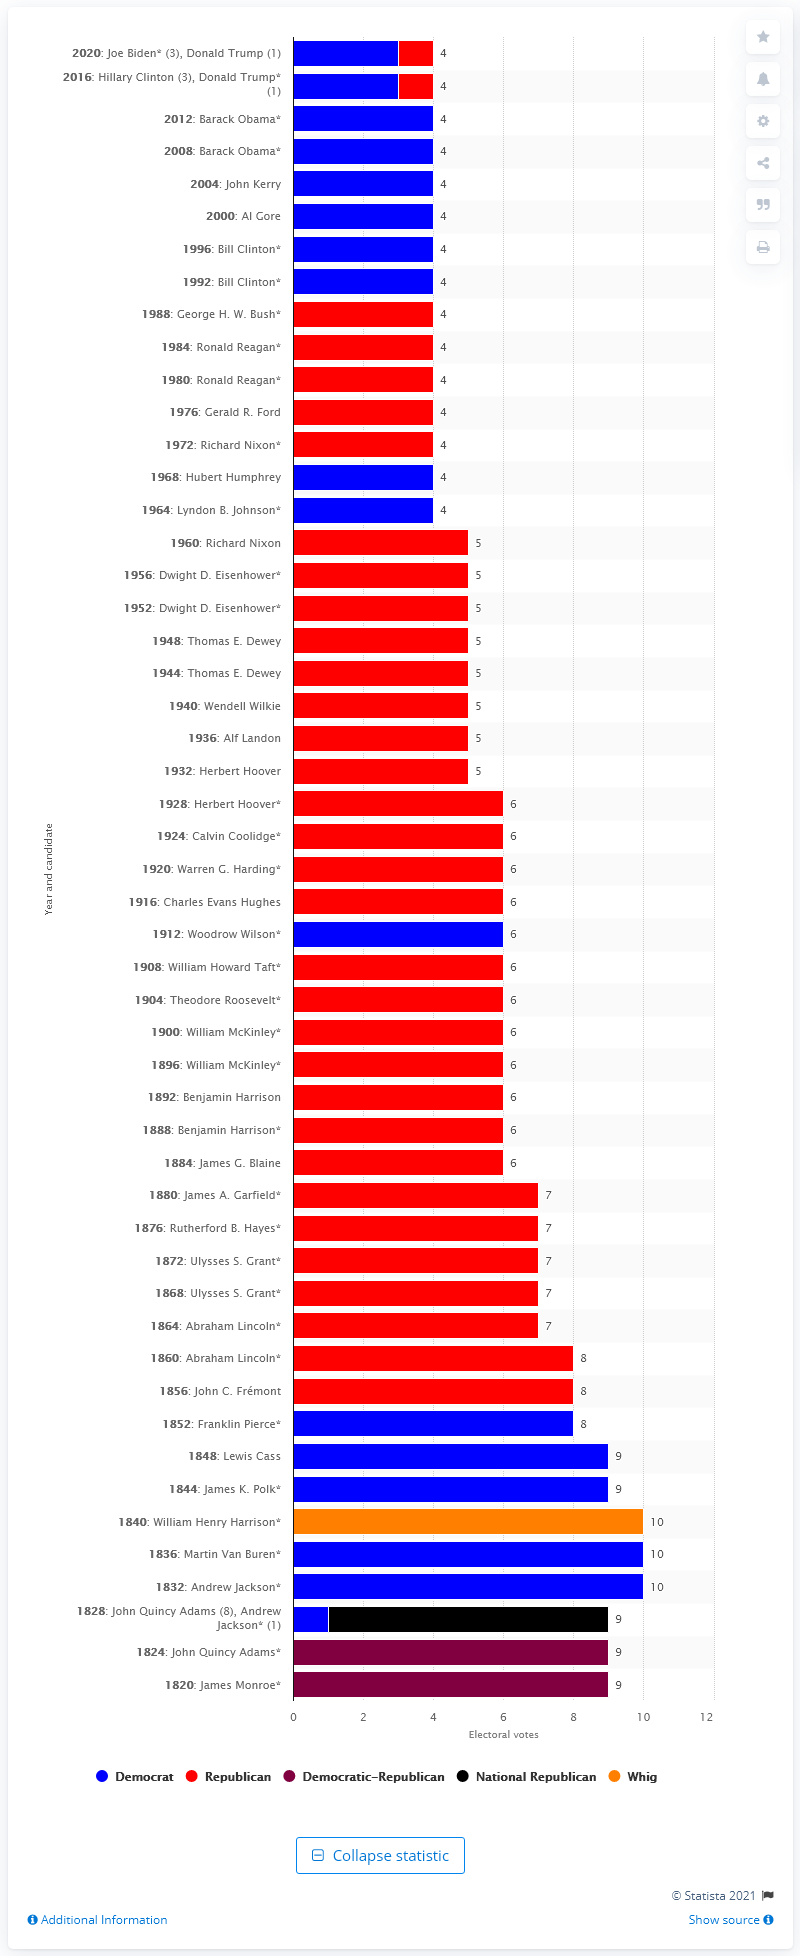 2020: Joe Biden* (3), Donald Trump (1) 4
2016: Hillary Clinton (3), Donald Trump*
(1) 4
2012: Barack Obama* 4
2008: Barack Obama* 4
2004: John Kerry 4
2000: Al Gore 4
1996: Bill Clinton* 4
1992: Bill Clinton* 4
1988: George H. W. Bush* 4
1984: Ronald Reagan* 4
1980: Ronald Reagan* 4
1976: Gerald R. Ford 4
1972: Richard Nixon* 4
1968: Hubert Humphrey 4
1964: Lyndon B. Johnson* 4
1960: Richard Nixon 5
1956: Dwight D. Eisenhower* 5
1952: Dwight D. Eisenhower* 5
1948: Thomas E. Dewey 5
1944: Thomas E. Dewey 5
1940: Wendell Wilkie 5
1936: Alf Landon 5
1932: Herbert Hoover 5
1928: Herbert Hoover* 6
1924: Calvin Coolidge* 6
1920: Warren G. Harding* 6
1916: Charles Evans Hughes 6
1912: Woodrow Wilson* 6
1908: William Howard Taft* 6
1904: Theodore Roosevelt* 6
1900: William McKinley* 6
1896: William McKinley* 6
1892: Benjamin Harrison 6
1888: Benjamin Harrison* 6
1884: James G. Blaine 6
1880: James A. Garfield* 7
1876: Rutherford B. Hayes* 7
1872: Ulysses S. Grant* 7
1868: Ulysses S. Grant* 7
1864: Abraham Lincoln* 7
1860: Abraham Lincoln* 8
1856: John C. Frémont 8
1852: Franklin Pierce* 8
1848: Lewis Cass 9
1844: James K. Polk* 9
1840: William Henry Harrison* 10
1836: Martin Van Buren* 10
1832: Andrew Jackson* 10
1828: John Quincy Adams (8), Andrew
Jackson* (1) 9
1824: John Quincy Adams* 9
1820: James Monroe* 9
Year and candidate
0 2 4 6 8 10 12
Electoral votes
Democrat Republican Democratic-Republican National Republican Whig
Collapse statistic
© Statista 2021
Additional Information Show source